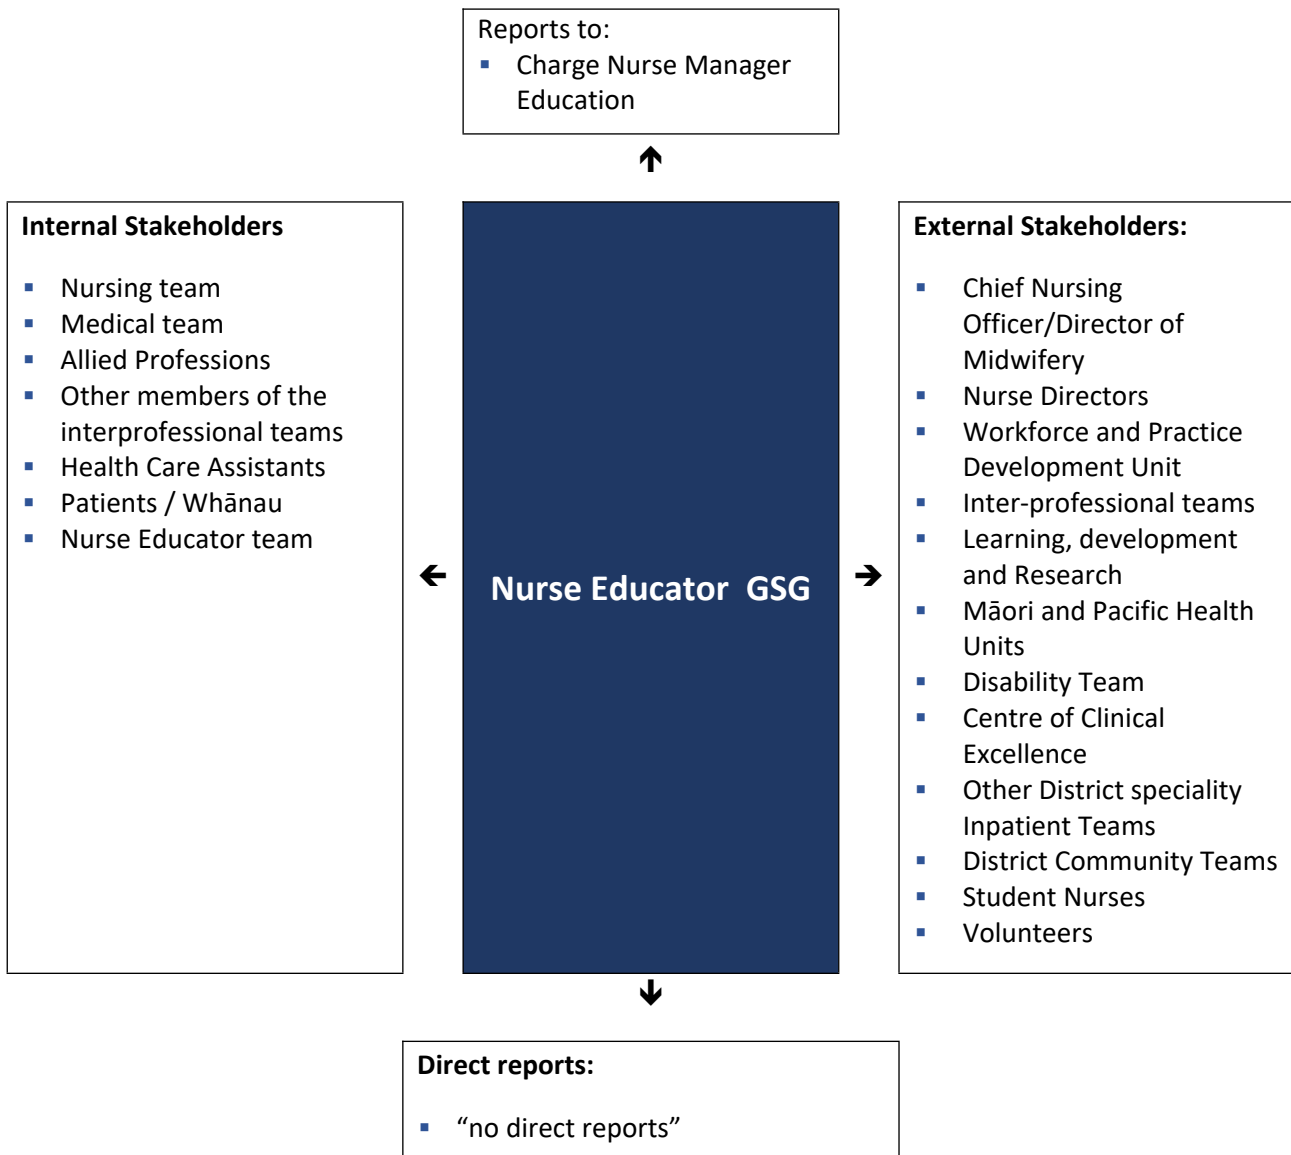 Reports to:
▪ Charge Nurse Manager
Education
↑
Internal Stakeholders
▪ Nursing team
▪ Medical team
▪ Allied Professions
▪ Other members of the
interprofessional teams
▪ Health Care Assistants
▪ Patients / Whānau
▪ Nurse Educator team
←
Nurse Educator  GSG
→
External Stakeholders:
▪ Chief Nursing
Officer/Director of
Midwifery
▪ Nurse Directors
▪ Workforce and Practice
Development Unit
▪ Inter-professional teams
▪ Learning, development
and Research
▪ Māori and Pacific Health
Units
▪ Disability Team
▪ Centre of Clinical
Excellence
▪ Other District speciality
Inpatient Teams
▪ District Community Teams
▪ Student Nurses
▪ Volunteers
↓
Direct reports:
▪ “no direct reports”